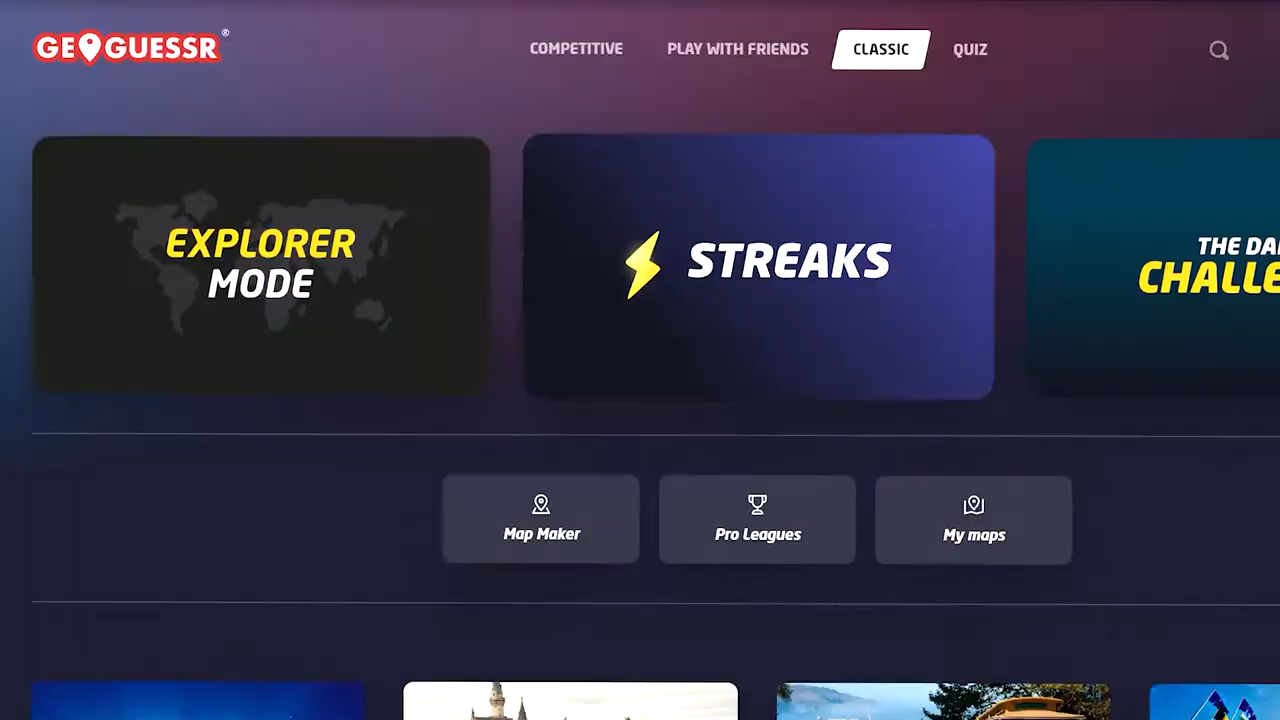 GEOGUESSR®
COMPETITIVE
PLAY WITH FRIENDS
CLASSIC
QUIZ
EXPLORER
MODE
STREAKS
THE DA
CHALLE
Map Maker
Pro Leagues
My maps